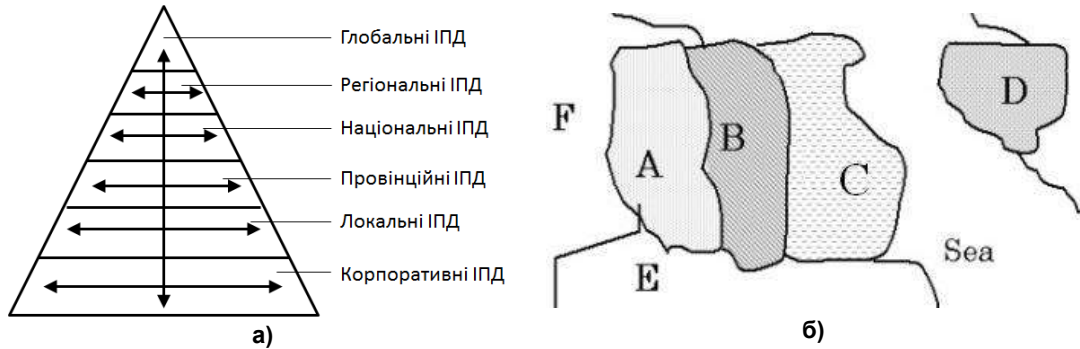 Глобальні ІПД
Регіональні ІПД
Національні ІПД
Провінційні ІПД
Локальні ІПД
Корпоративні ІПД
а)
F
A
B
C
D
E
Sea
б)